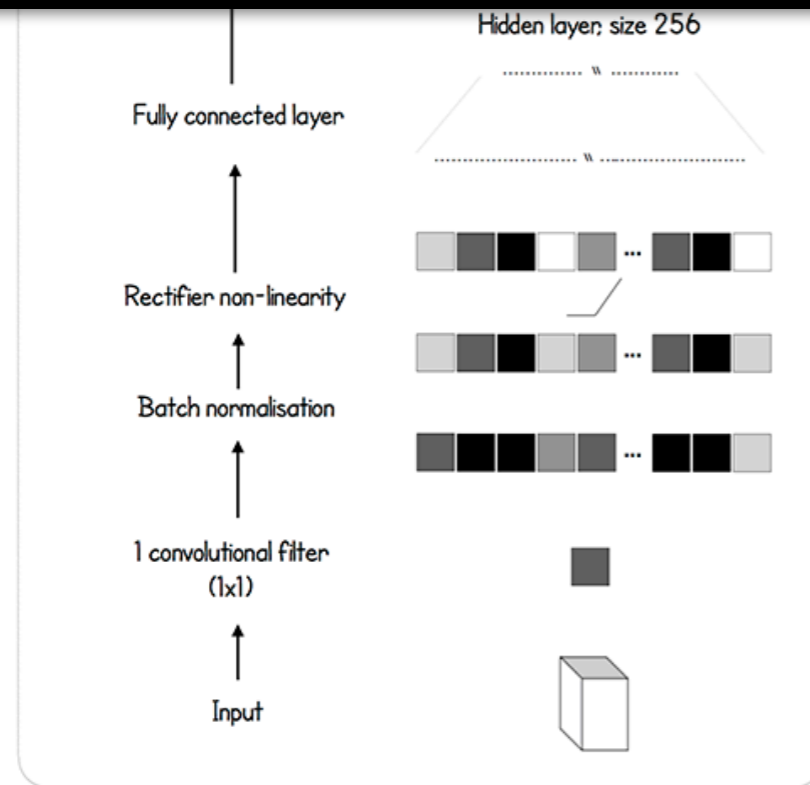 Hidden layer; size 256
Fully connected layer
Rectifier non-linearity
...
Batch normalisation
...
...
1 convolutional filter
(1x1)
Input